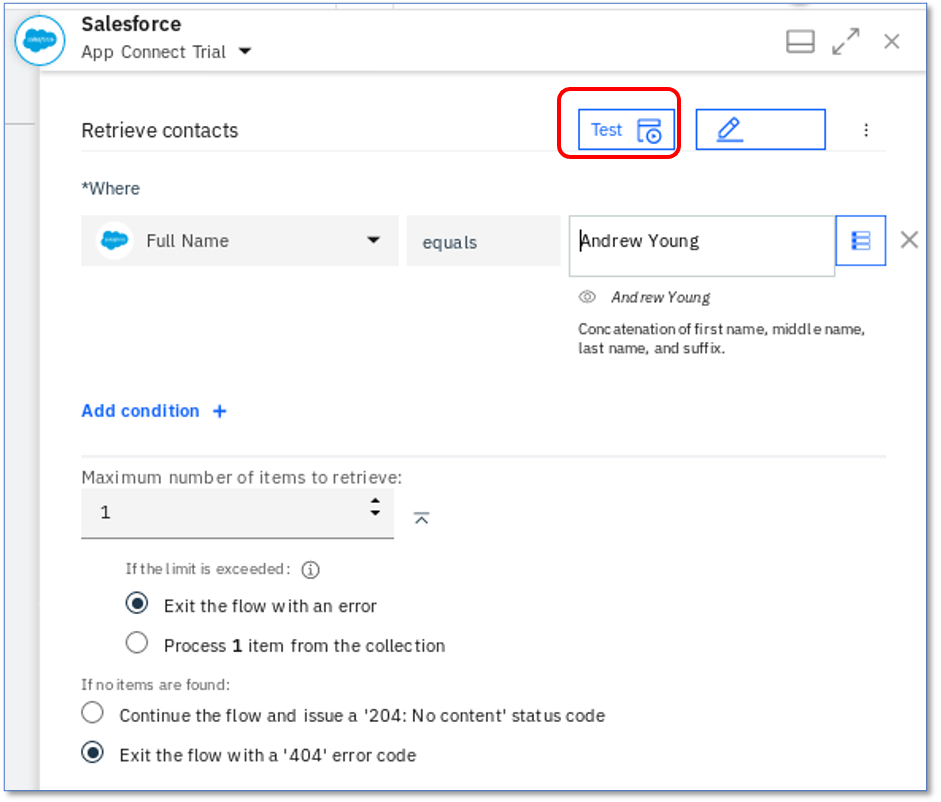 Salesforce
App Connect Trial
Retrieve contacts
Test
*Where
Full Name
equals
Andrew Young
Andrew Young
Concatenation of first name, middle name,
last name, and suffix.
Add condition +
Maximum number of items to retrieve:
1
If the limit is exceeded:
Exit the flow with an error
Process 1 item from the collection
If no items are found:
Continue the flow and issue a '204: No content' status code
Exit the flow with a '404' error code